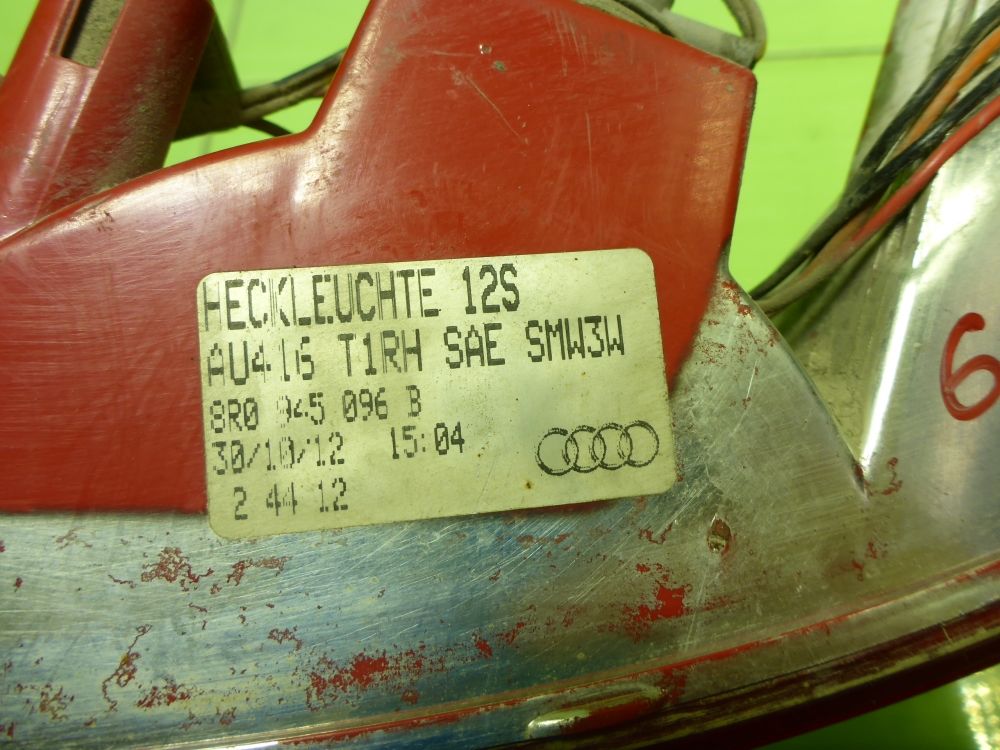 HECKLEUCHTE 12S
AU416 T1RH SAE SMW3W
8R0 945 096 B
30/10/12 15:04
2 44 12
6